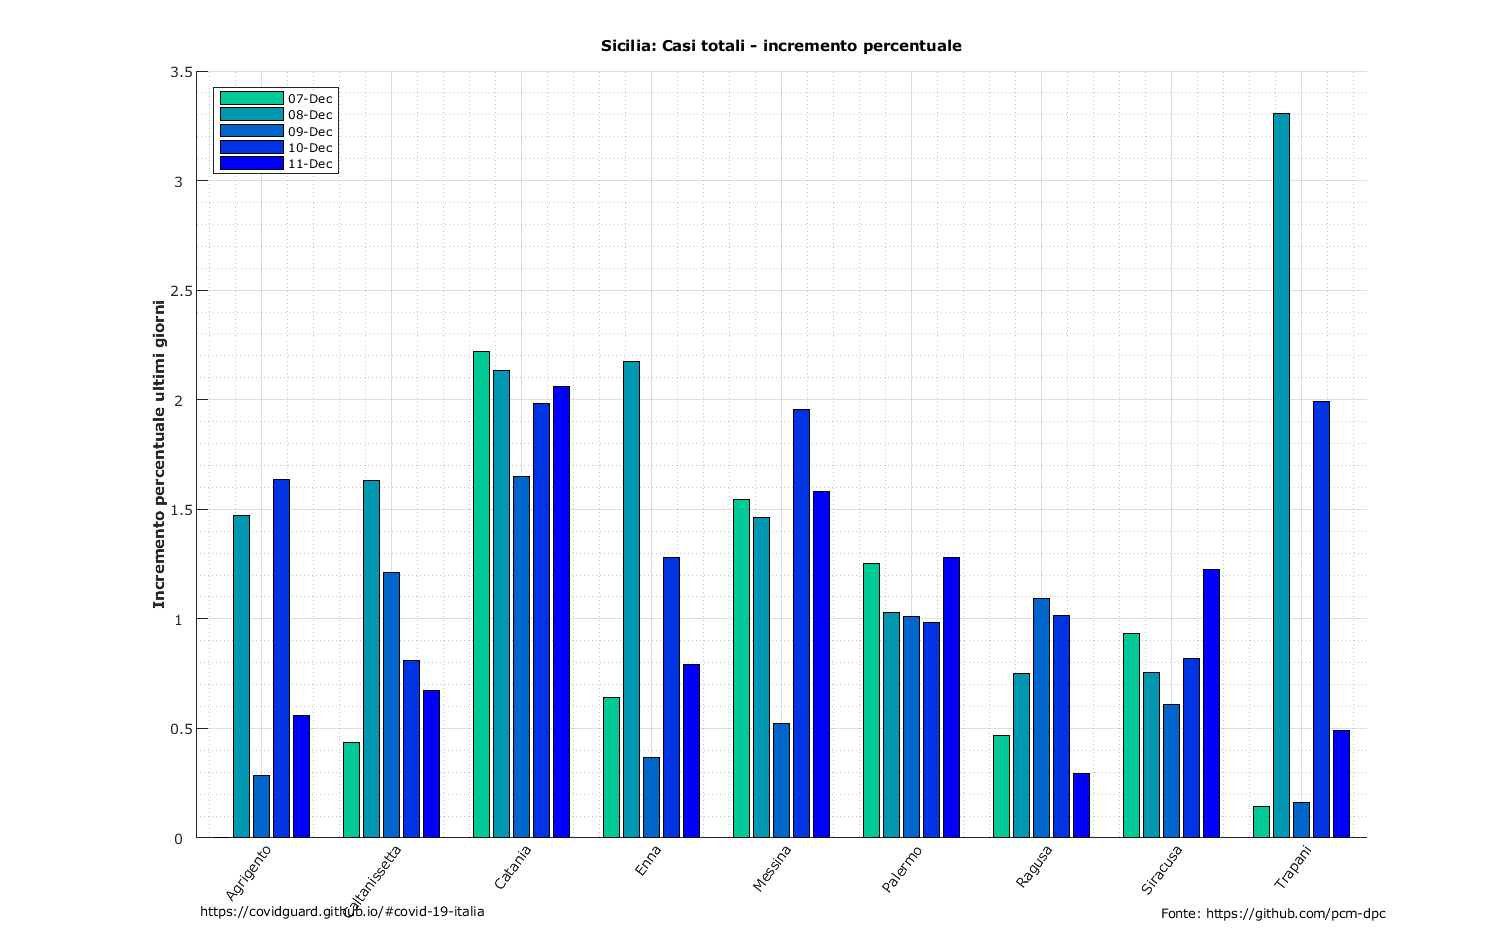 Sicilia: Casi totali - incremento percentuale
3.5
3
2.5
2
1.5
1
0.5
0
Incremento percentuale ultimi giorni
07-Dec
08-Dec
09-Dec
10-Dec
11-Dec
Agrigento
Caltanissetta
Catania
Enna
Messina
Palermo
Ragusa
Siracusa
Trapani
https://covidguard.github.io/#covid-19-italia
Fonte: https://github.com/pcm-dpc